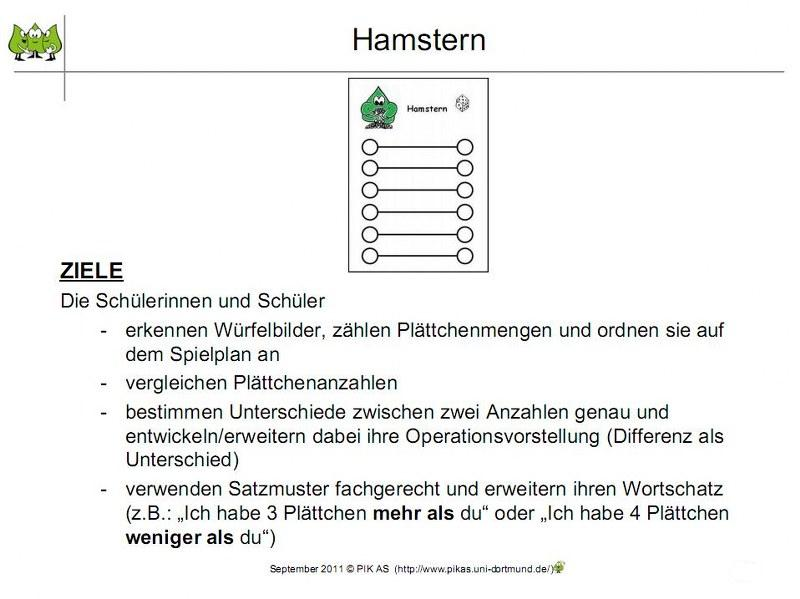 Hamstern
Hamstern
ZIELE
Die Schülerinnen und Schüler
- erkennen Würfelbilder, zählen Plättchenmengen und ordnen sie auf
dem Spielplan an
- vergleichen Plättchenanzahlen
- bestimmen Unterschiede zwischen zwei Anzahlen genau und
entwickeln/erweitern dabei ihre Operationsvorstellung (Differenz als
Unterschied)
- verwenden Satzmuster fachgerecht und erweitern ihren Wortschatz
(z.B.: „Ich habe 3 Plättchen mehr als du“ oder „Ich habe 4 Plättchen
weniger als du“)
September 2011 © PIK AS (http://www.pikas.uni-dortmund.de/)